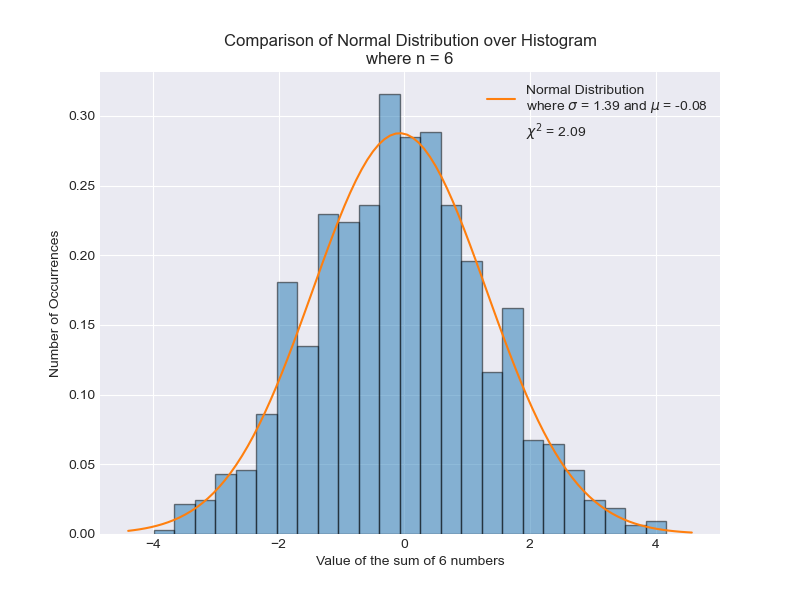 Comparison of Normal Distribution over Histogram
where n = 6
Normal Distribution
where σ = 1.39 and μ = -0.08
χ² = 2.09
Number of Occurrences
0.30
0.25
0.20
0.15
0.10
0.05
0.00
−4 −2 0 2 4
Value of the sum of 6 numbers